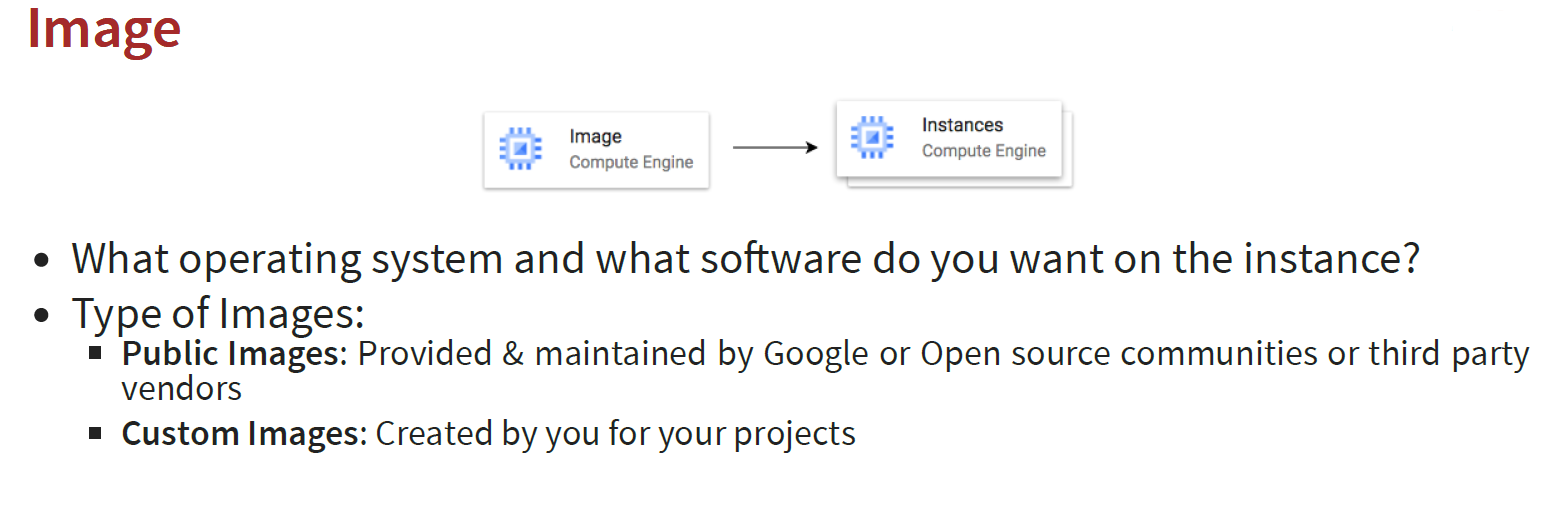 Image
Image
Compute Engine
Instances
Compute Engine
What operating system and what software do you want on the instance?
Type of Images:
Public Images: Provided & maintained by Google or Open source communities or third party
vendors
Custom Images: Created by you for your projects